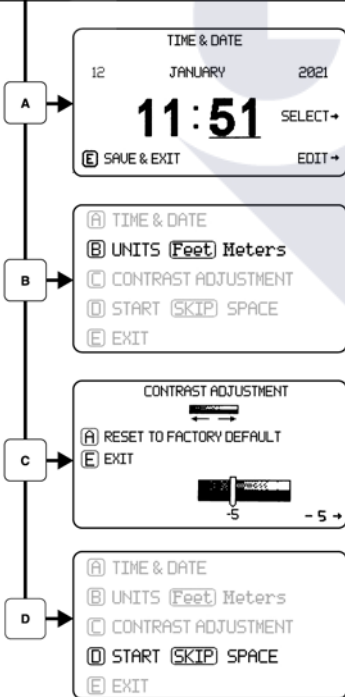 TIME & DATE
12 JANUARY 2021
A
11:51 SELECT→
E SAVE & EXIT EDIT→
A TIME & DATE
B UNITS Feet Meters
B
C CONTRAST ADJUSTMENT
D START SKIP SPACE
E EXIT
CONTRAST ADJUSTMENT
A RESET TO FACTORY DEFAULT
C
E EXIT
-5 -5→
A TIME & DATE
B UNITS Feet Meters
C CONTRAST ADJUSTMENT
D
D START SKIP SPACE
E EXIT